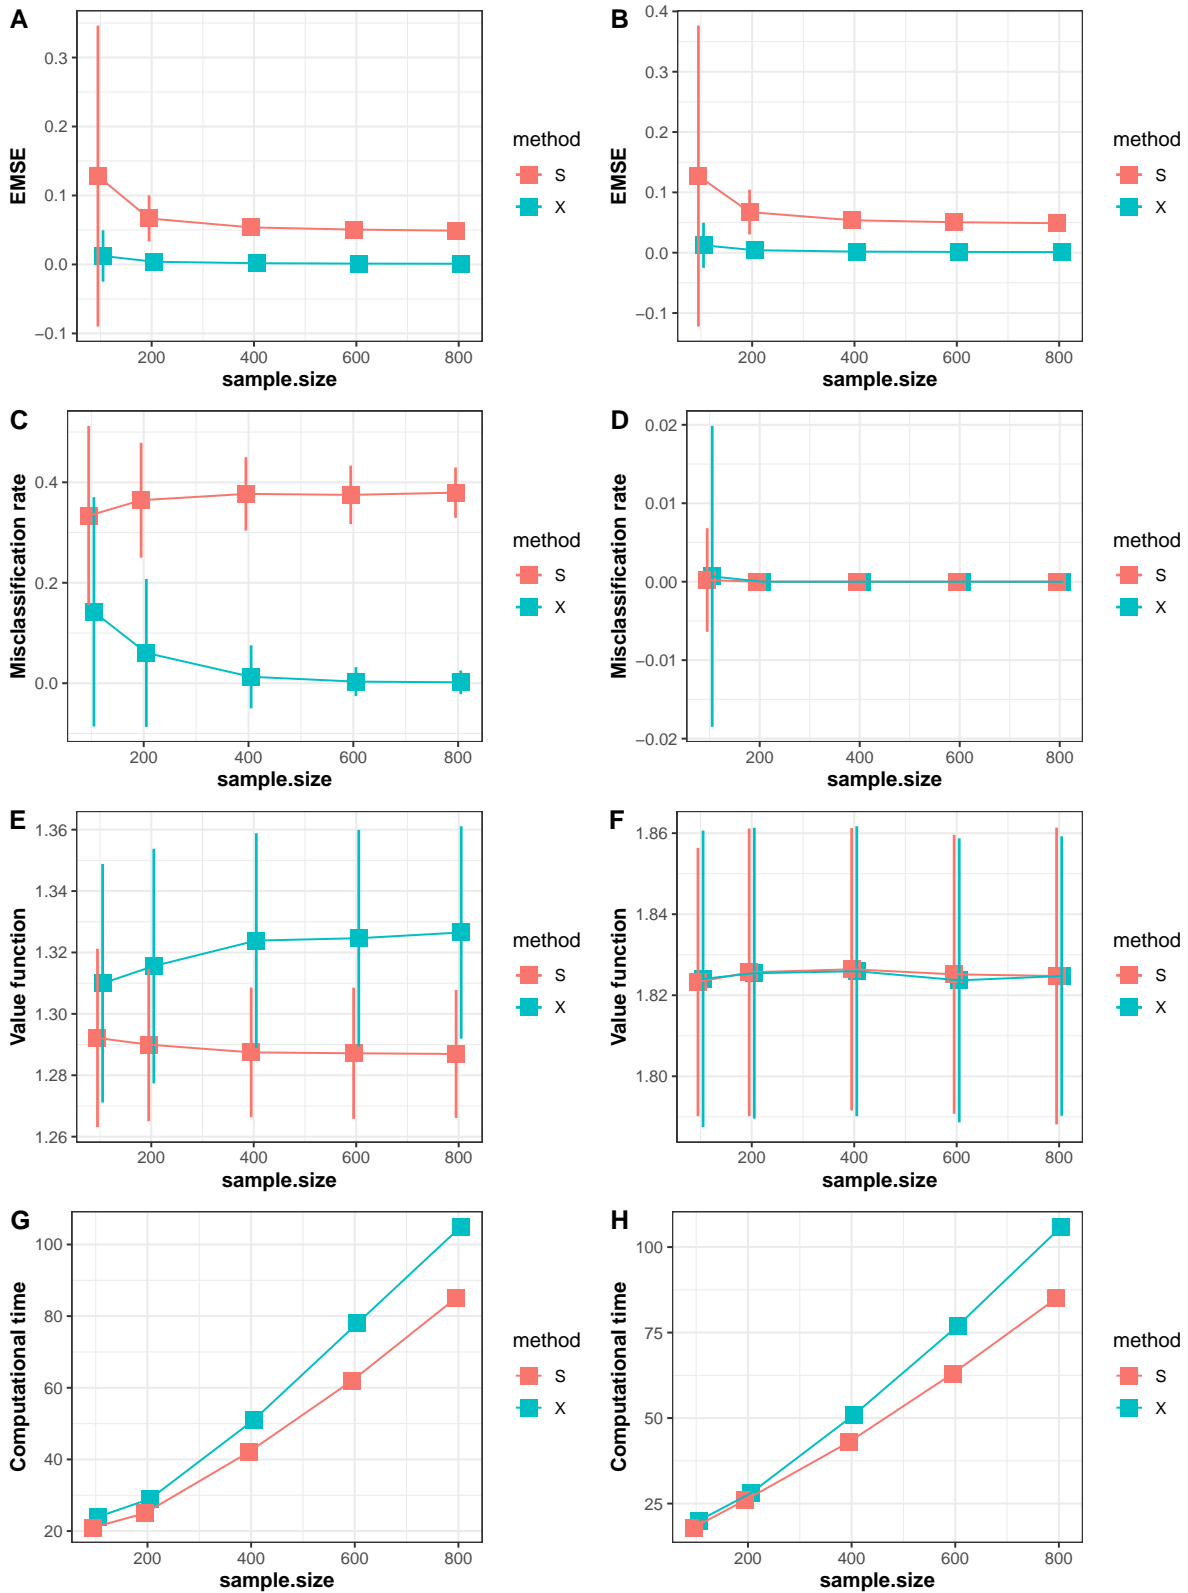 A
EMSE
0.3
0.2
0.1
0.0
−0.1
200
400
600
800
sample.size
method
S
X
B
EMSE
0.4
0.3
0.2
0.1
0.0
−0.1
200
400
600
800
sample.size
method
S
X
C
Misclassification rate
0.4
0.2
0.0
200
400
600
800
sample.size
method
S
X
D
Misclassification rate
0.02
0.01
0.00
−0.01
−0.02
200
400
600
800
sample.size
method
S
X
E
Value function
1.36
1.34
1.32
1.30
1.28
1.26
200
400
600
800
sample.size
method
S
X
F
Value function
1.86
1.84
1.82
1.80
200
400
600
800
sample.size
method
S
X
G
Computational time
100
80
60
40
20
200
400
600
800
sample.size
method
S
X
H
Computational time
100
75
50
25
200
400
600
800
sample.size
method
S
X